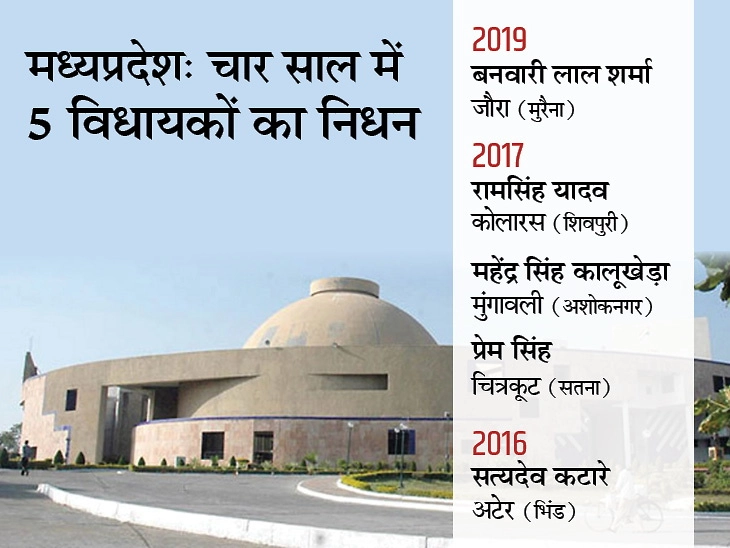 मध्यप्रदेशः चार साल में
5 विधायकों का निधन
2019
बनवारी लाल शर्मा
जौरा (मुरैना)
2017
रामसिंह यादव
कोलारस (शिवपुरी)
महेंद्र सिंह कालूखेड़ा
मुंगावली (अशोकनगर)
प्रेम सिंह
चित्रकूट (सतना)
2016
सत्यदेव कटारे
अटेर (भिंड)